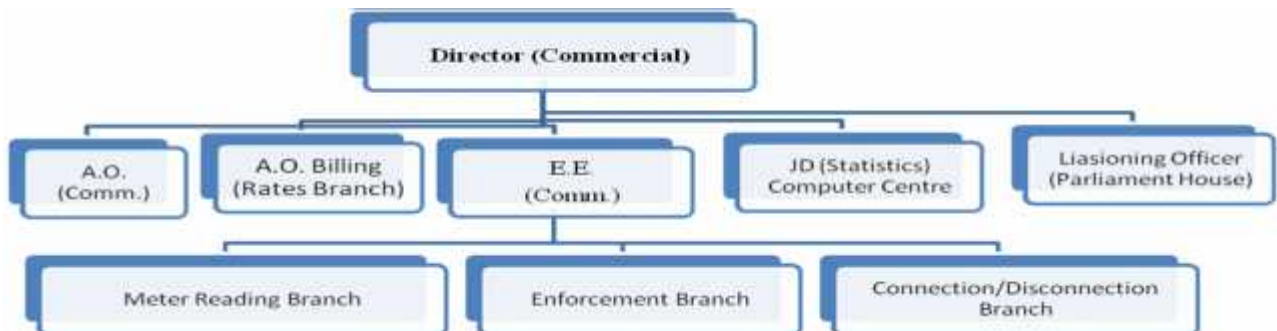 Director (Commercial)
A.O.
(Comm.)
A.O. Billing
(Rates Branch)
E.E
(Comm.)
JD (Statistics)
Computer Centre
Liasioning Officer
(Parliament House)
Meter Reading Branch
Enforcement Branch
Connection/Disconnection
Branch